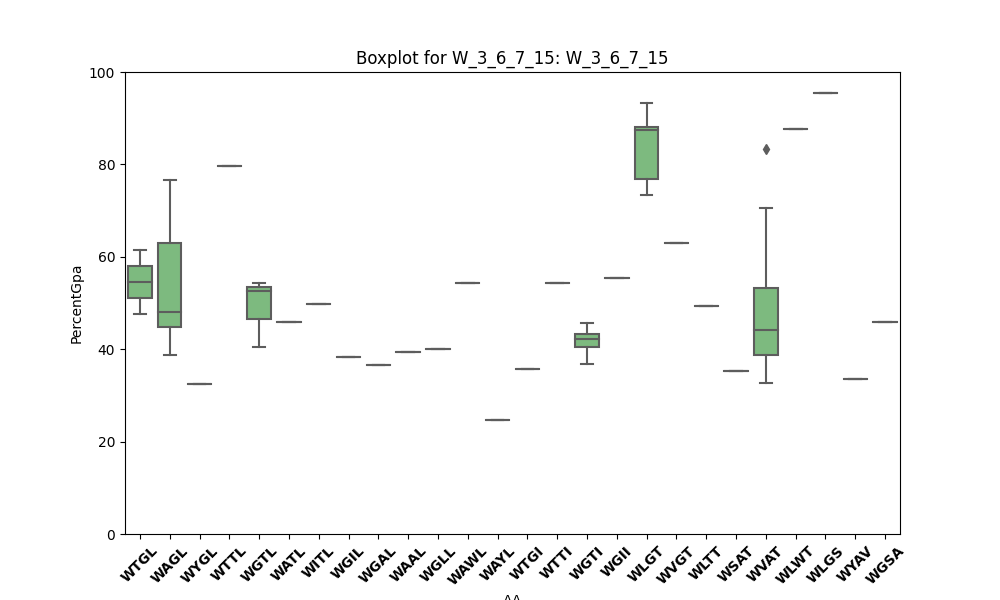 Boxplot for W_3_6_7_15: W_3_6_7_15
100
80
60
40
20
0
PercentGpa
WTGL WAGL WYGL WTTL WGTL WATL WITL WGIL WGAL WAAL WGLL WAWL WAYL WTGI WTTI WGTI WGII WLGT WVGT WLTT WSAT WVAT WLWT WLGS WYAV WGSA
AA